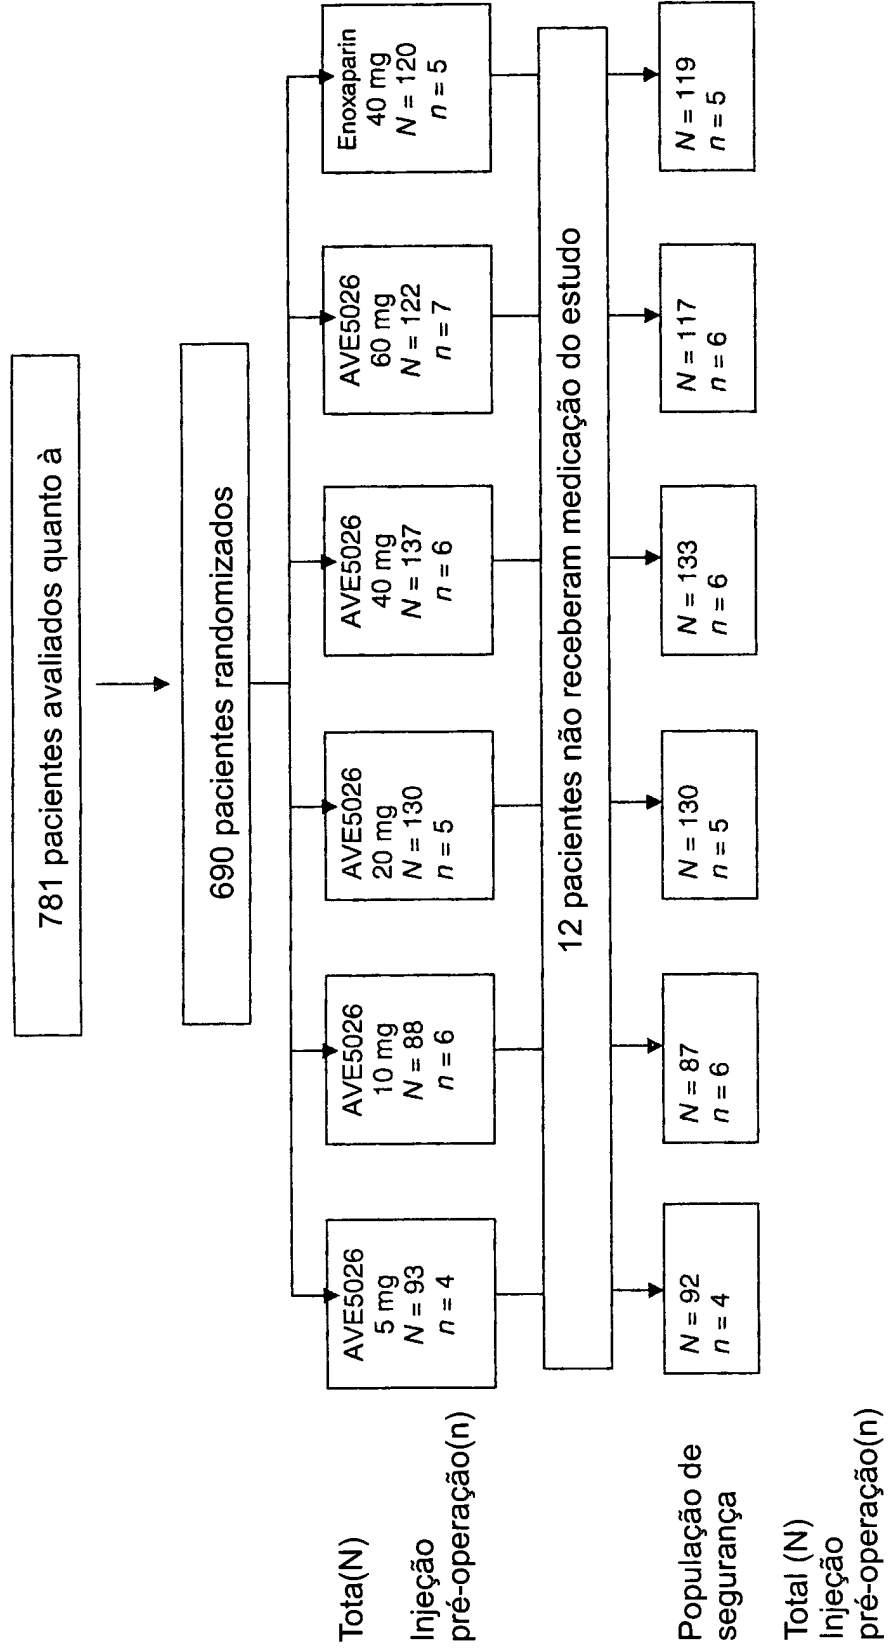 781 pacientes avaliados quanto à
690 pacientes randomizados
Tota(N)
Injeção
pré-operação(n)
AVE5026
5 mg
N = 93
n = 4
AVE5026
10 mg
N = 88
n = 6
AVE5026
20 mg
N = 130
n = 5
AVE5026
40 mg
N = 137
n = 6
AVE5026
60 mg
N = 122
n = 7
Enoxaparin
40 mg
N = 120
n = 5
12 pacientes não receberam medicação do estudo
População de
segurança
Total (N)
Injeção
pré-operação(n)
N = 92
n = 4
N = 87
n = 6
N = 130
n = 5
N = 133
n = 6
N = 117
n = 6
N = 119
n = 5